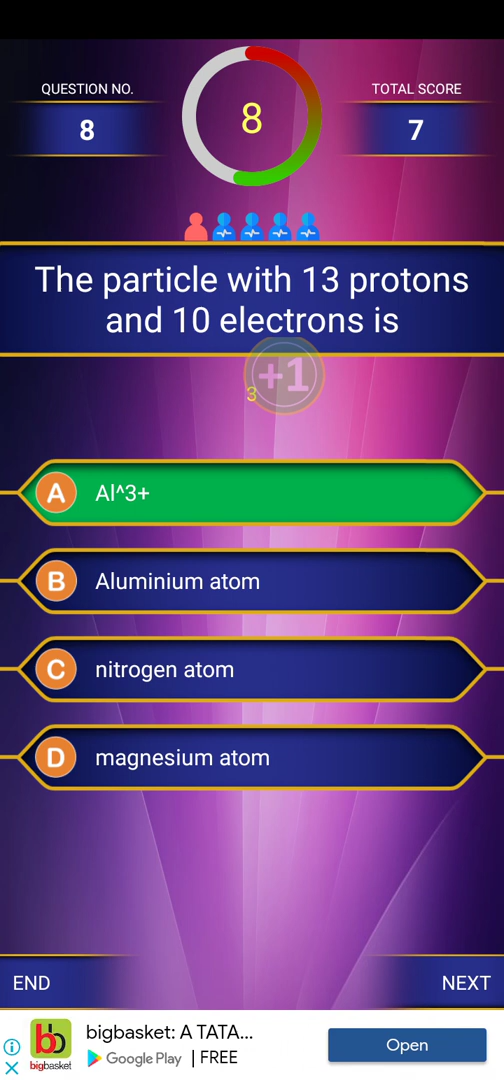 QUESTION NO.
8
8
TOTAL SCORE
7
The particle with 13 protons
and 10 electrons is
+1
3
A Al^3+
B Aluminium atom
C nitrogen atom
D magnesium atom
END
NEXT
bb
bigbasket
bigbasket: A TATA...
Google Play | FREE
Open